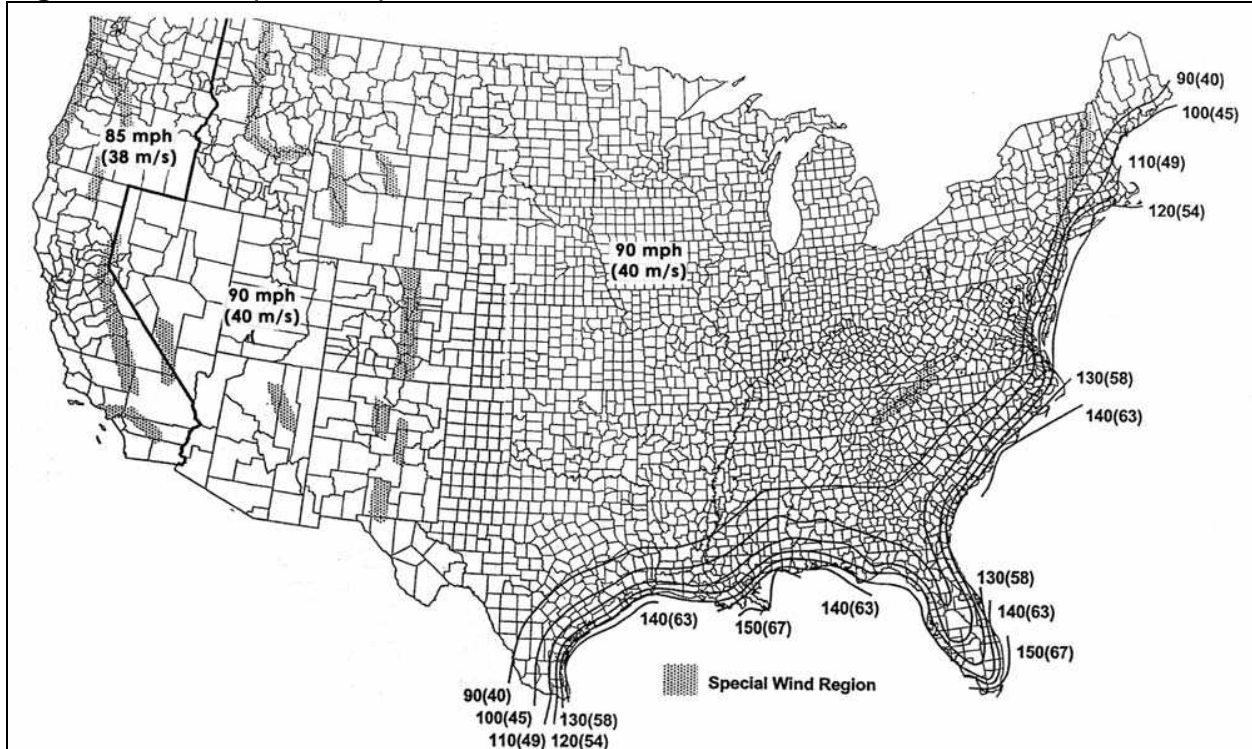 90(40)
100(45)
85 mph
(38 m/s)
110(49)
120(54)
90 mph
(40 m/s)
90 mph
(40 m/s)
130(58)
140(63)
130(58)
140(63)
140(63)
140(63)
150(67)
150(67)
Special Wind Region
90(40)
100(45)
130(58)
110(49)
120(54)